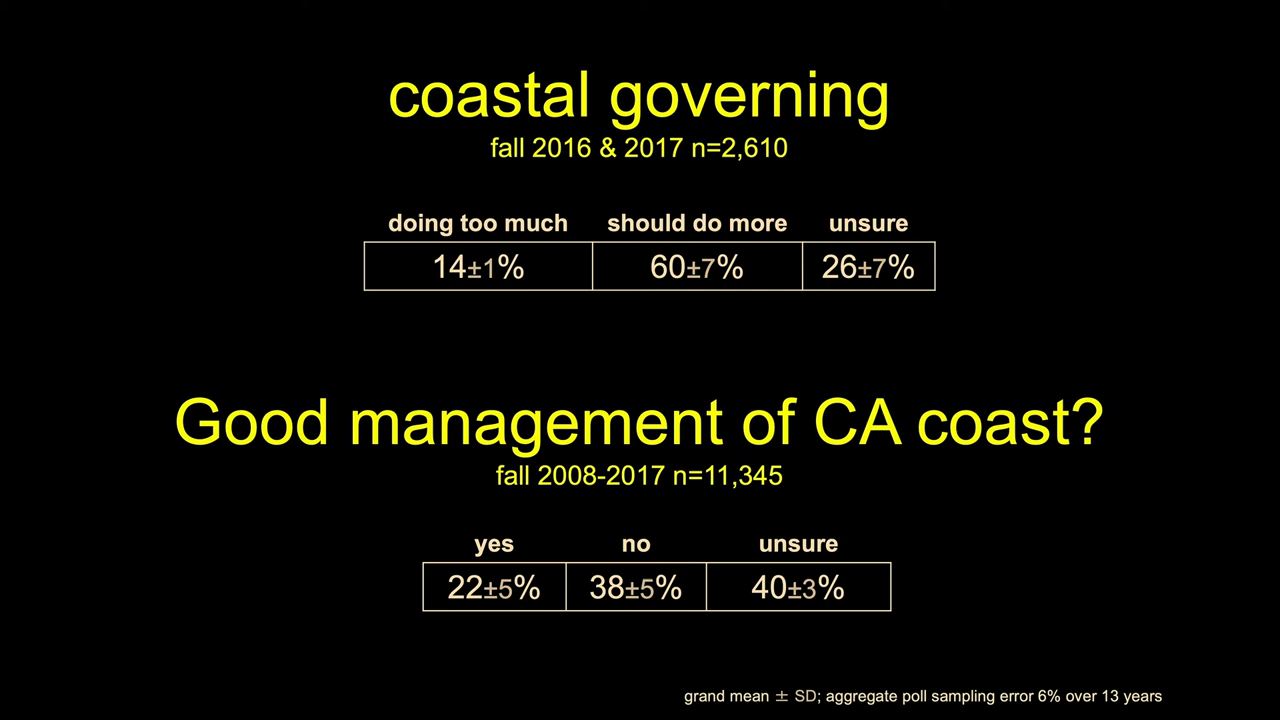 coastal governing
fall 2016 & 2017 n=2,610
doing too much should do more unsure
14±1% 60±7% 26±7%
Good management of CA coast?
fall 2008-2017 n=11,345
yes no unsure
22±5% 38±5% 40±3%
grand mean ± SD; aggregate poll sampling error 6% over 13 years